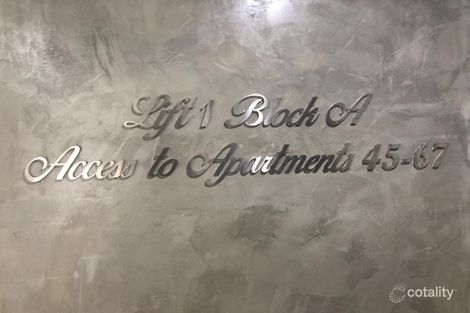 Lift 1 Block A
Access to Apartments 45-67
cotality